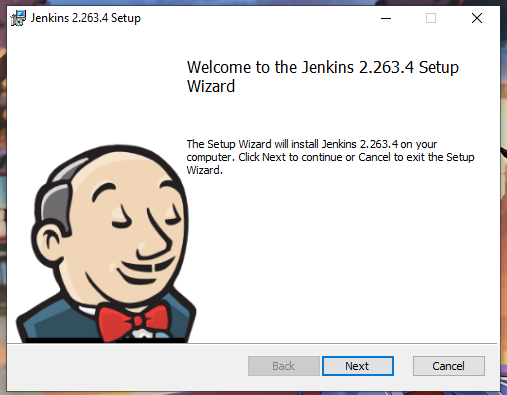 Jenkins 2.263.4 Setup
Welcome to the Jenkins 2.263.4 Setup
Wizard
The Setup Wizard will install Jenkins 2.263.4 on your
computer. Click Next to continue or Cancel to exit the Setup
Wizard.
Back
Next
Cancel